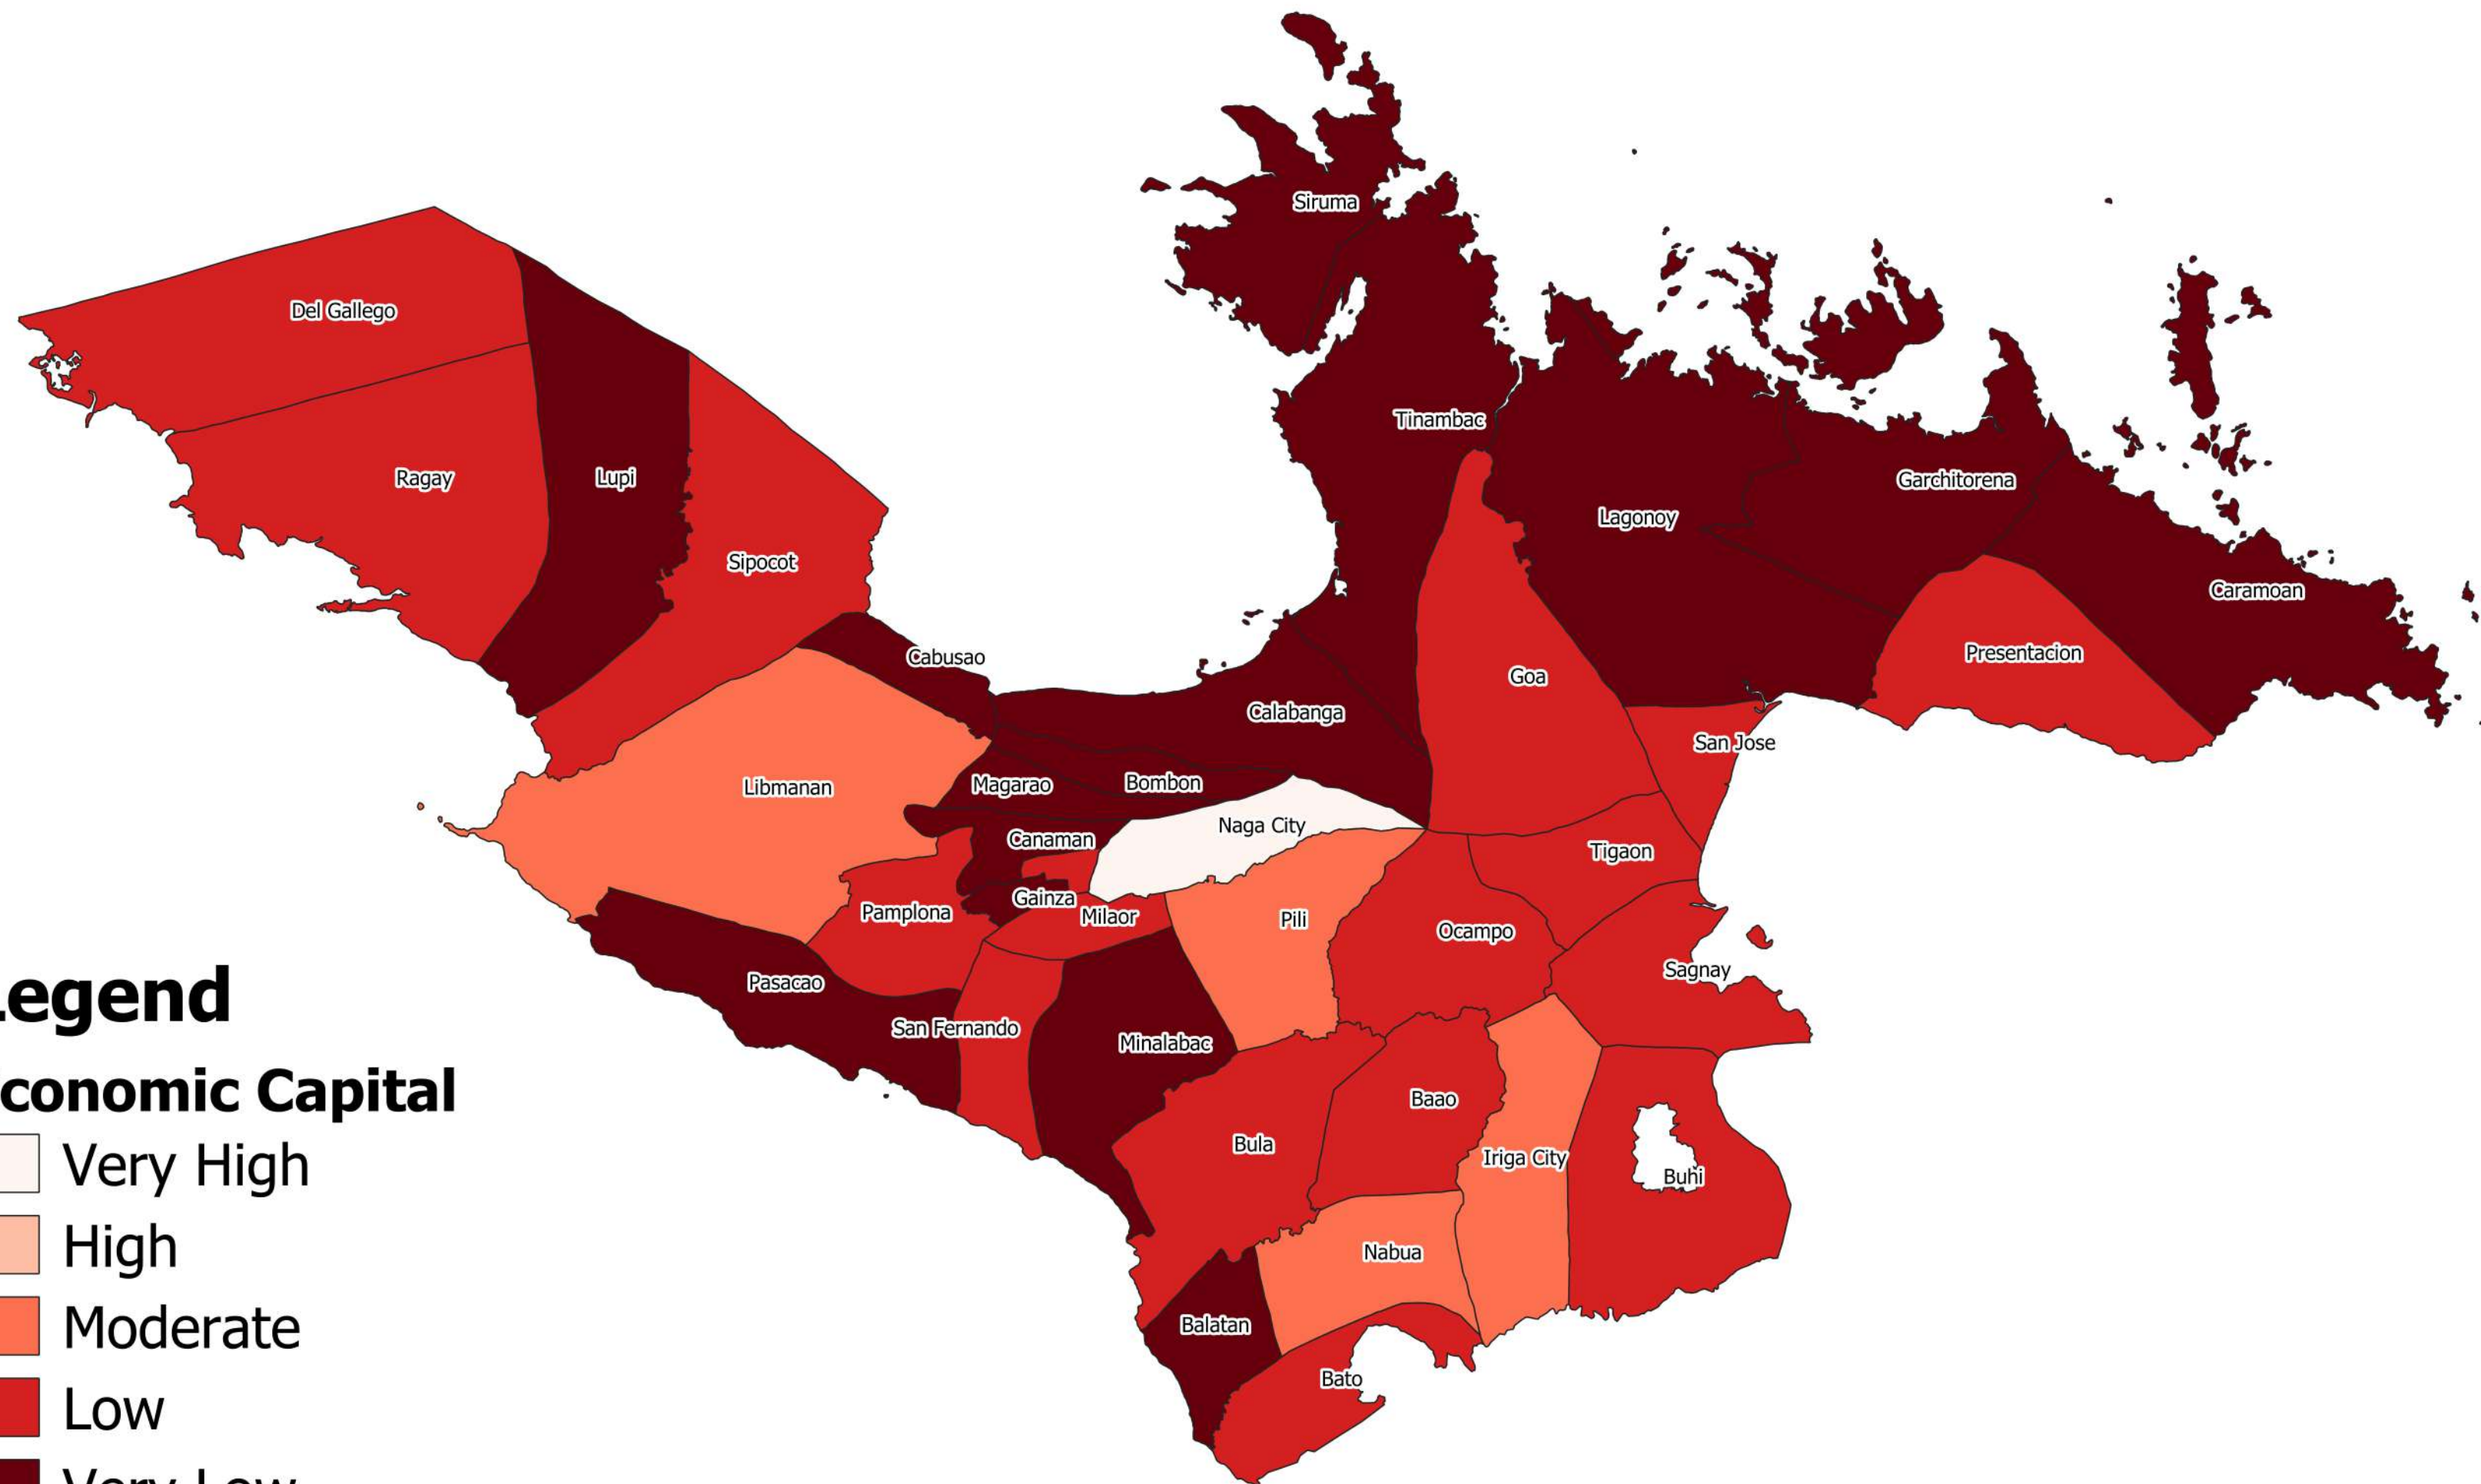 Siruma
Del Gallego
Tinambac
Ragay
Lupi
Garchitorena
Lagonoy
Sipocot
Caramoan
Cabusao
Presentacion
Goa
Calabanga
San Jose
Libmanan
Magarao
Bombon
Naga City
Canaman
Tigaon
Gainza
Pamplona
Milaor
Pili
Ocampo
Sagnay
Pasacao
San Fernando
Minalabac
Baao
Bula
Iriga City
Buhi
Nabua
Balatan
Bato
egend
conomic Capital
Very High
High
Moderate
Low
Very Low